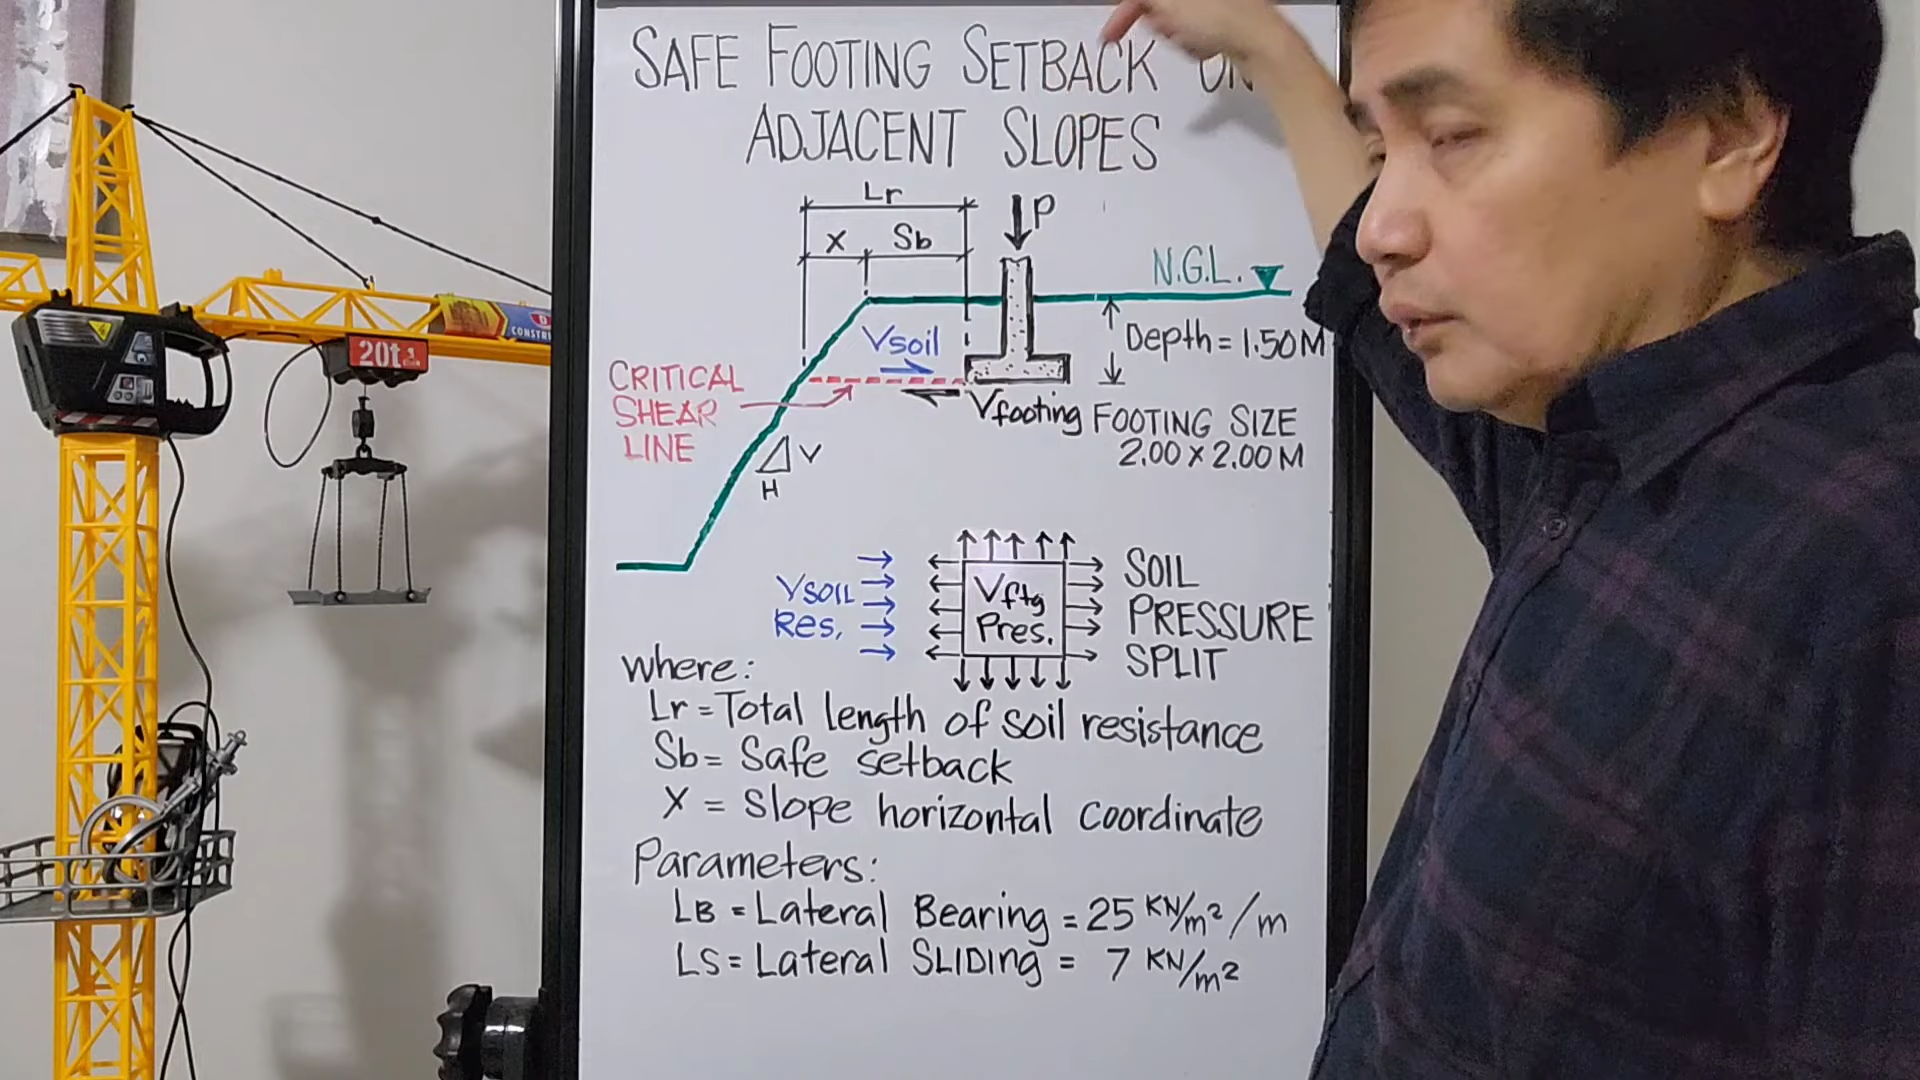 SAFE FOOTING SETBACK ON
ADJACENT SLOPES
Lr
X
Sb
P
N.G.L.
Vsoil
Depth = 1.50M
CRITICAL
SHEAR
LINE
Vfooting
FOOTING SIZE
2.00 x 2.00 M
V
H
VSOIL
Res.
Vftg
Pres.
SOIL
PRESSURE
SPLIT
where:
Lr = Total length of soil resistance
Sb = Safe setback
X = Slope horizontal coordinate
Parameters:
LB = Lateral Bearing = 25 KN/m² /m
LS = Lateral SLIDING = 7 KN/m²
20t
CONSTR